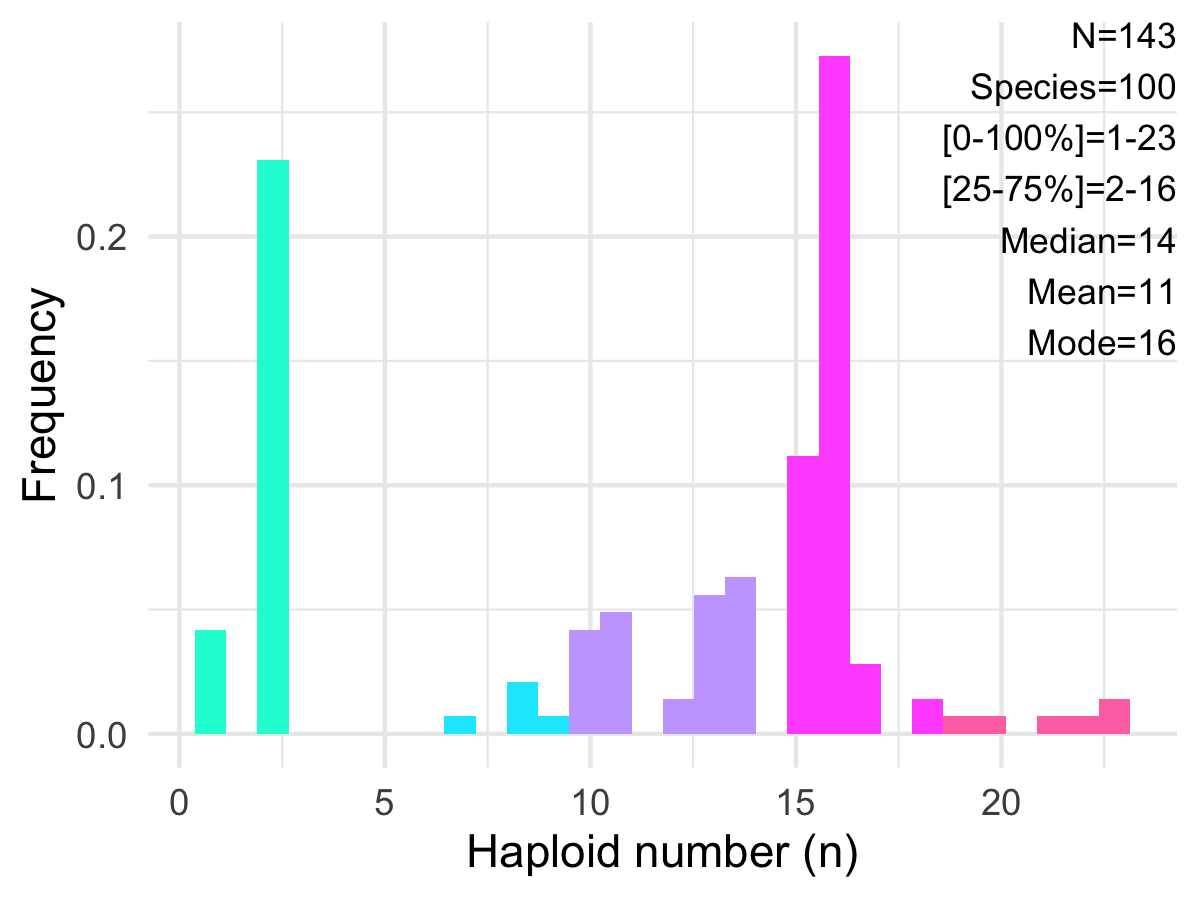 N=143
Species=100
[0-100%]=1-23
[25-75%]=2-16
Median=14
Mean=11
Mode=16
Frequency
0.2
0.1
0.0
0 5 10 15 20
Haploid number (n)